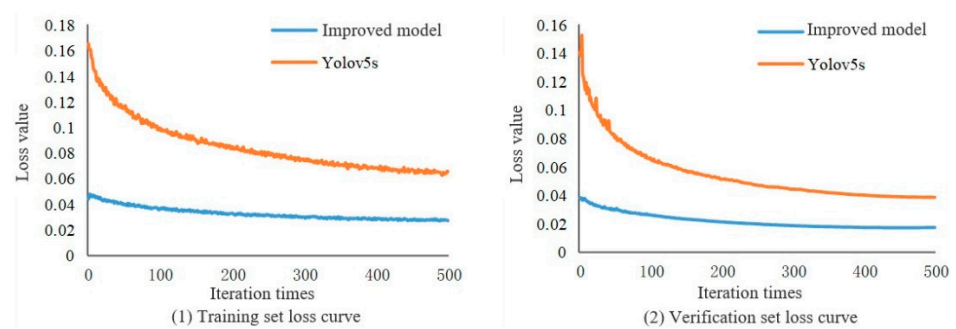 0.18
0.16
0.14
0.12
0.1
0.08
0.06
0.04
0.02
0
Loss value
Improved model
Yolov5s
0 100 200 300 400 500
Iteration times
(1) Training set loss curve
0.16
0.14
0.12
0.1
0.08
0.06
0.04
0.02
0
Loss value
Improved model
Yolov5s
0 100 200 300 400 500
Iteration times
(2) Verification set loss curve